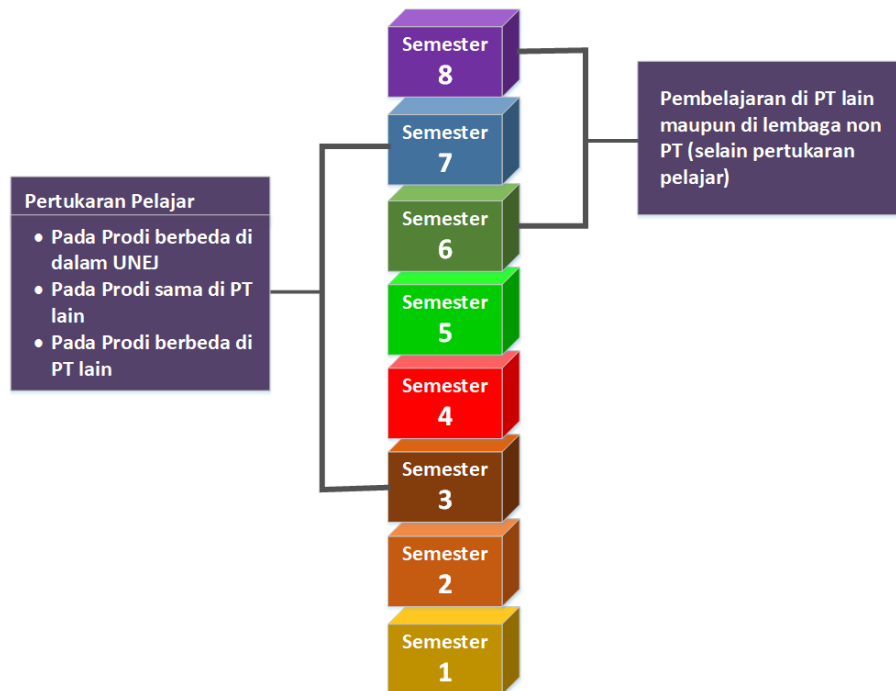 Semester
8
Pembelajaran di PT lain
maupun di lembaga non
PT (selain pertukaran
pelajar)
Semester
7
Pertukaran Pelajar
• Pada Prodi berbeda di
dalam UNEJ
• Pada Prodi sama di PT
lain
• Pada Prodi berbeda di
PT lain
Semester
6
Semester
5
Semester
4
Semester
3
Semester
2
Semester
1